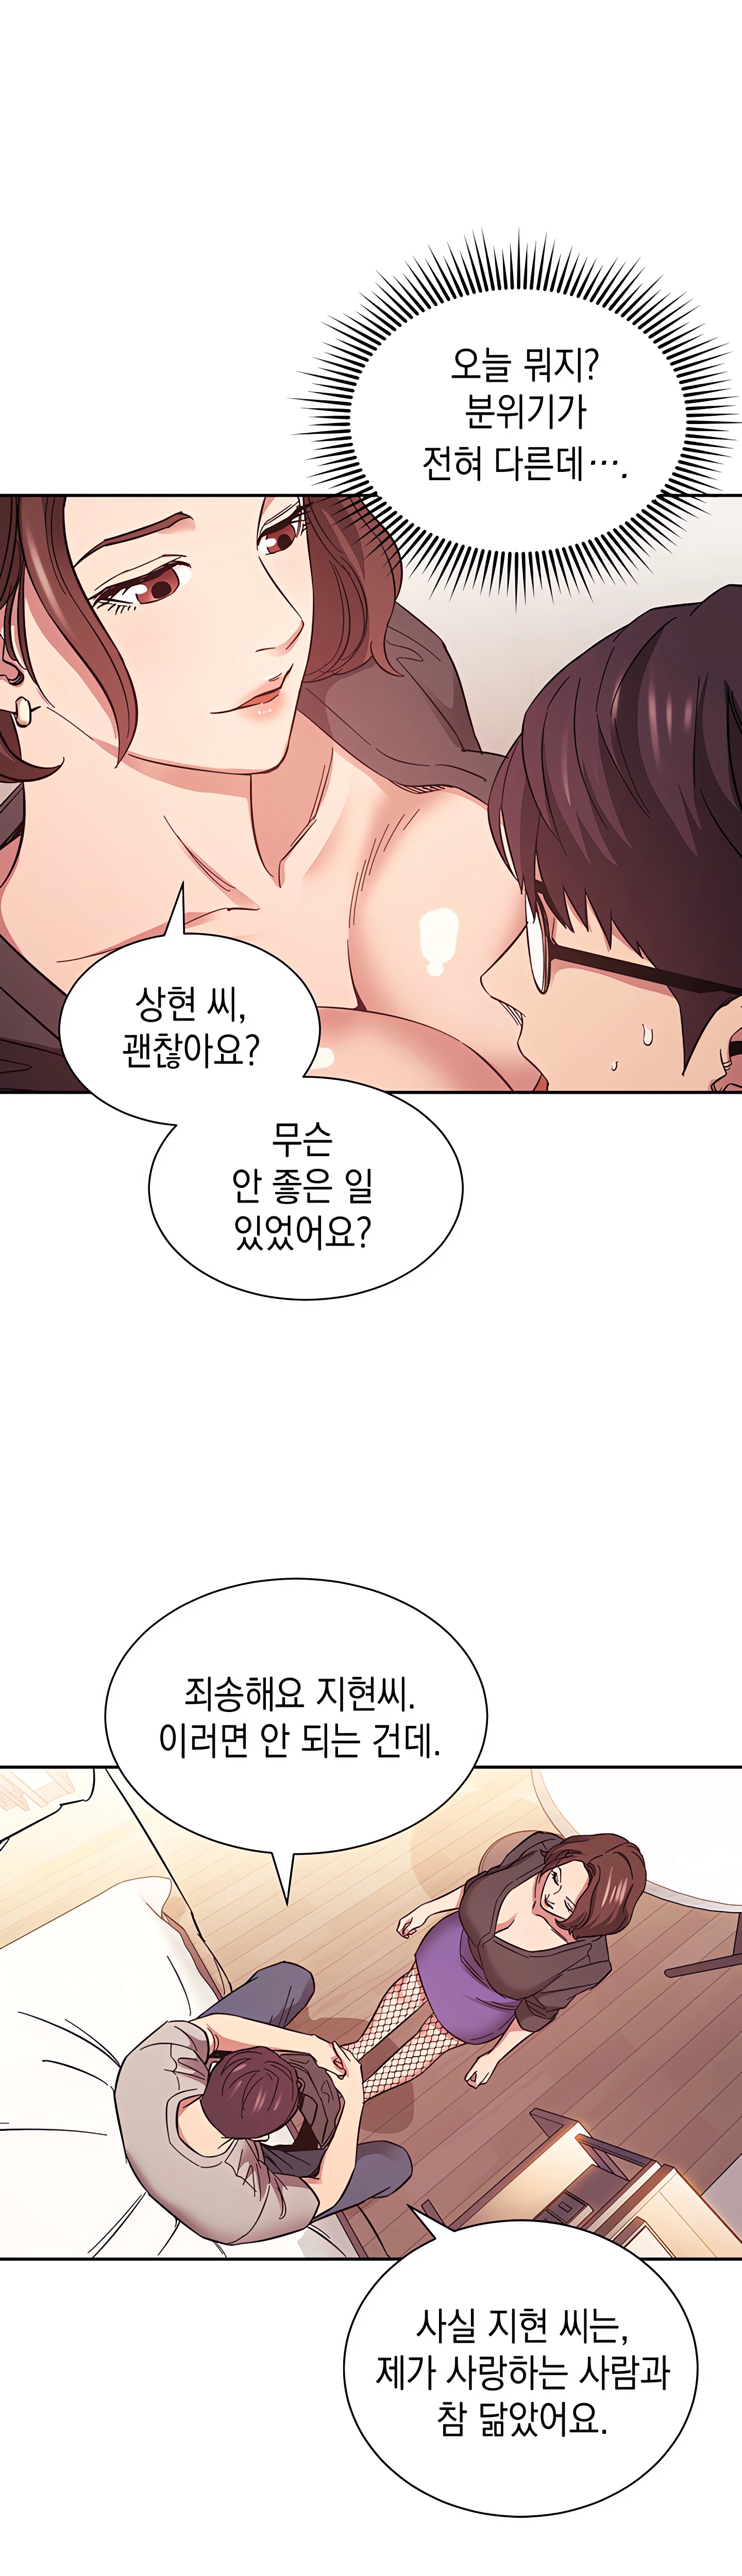 오늘 뭐지?
분위기가
전혀 다른데….
상현 씨,
괜찮아요?
무슨
안 좋은 일
있었어요?
죄송해요 지현씨.
이러면 안 되는 건데.
사실 지현 씨는,
제가 사랑하는 사람과
참 닮았어요.